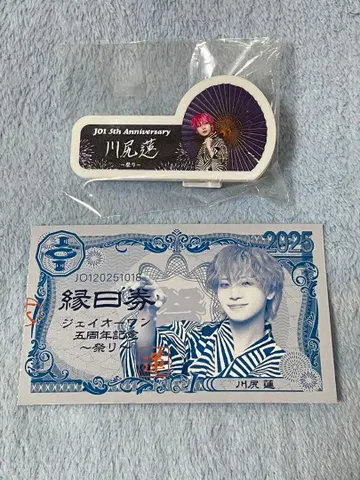 JO1 5th Anniversary
川尻蓮
〜祭り〜
JO1
2025
JO120251018
縁日券
ジェイオーワン
五周年記念
〜祭り〜
川尻 蓮